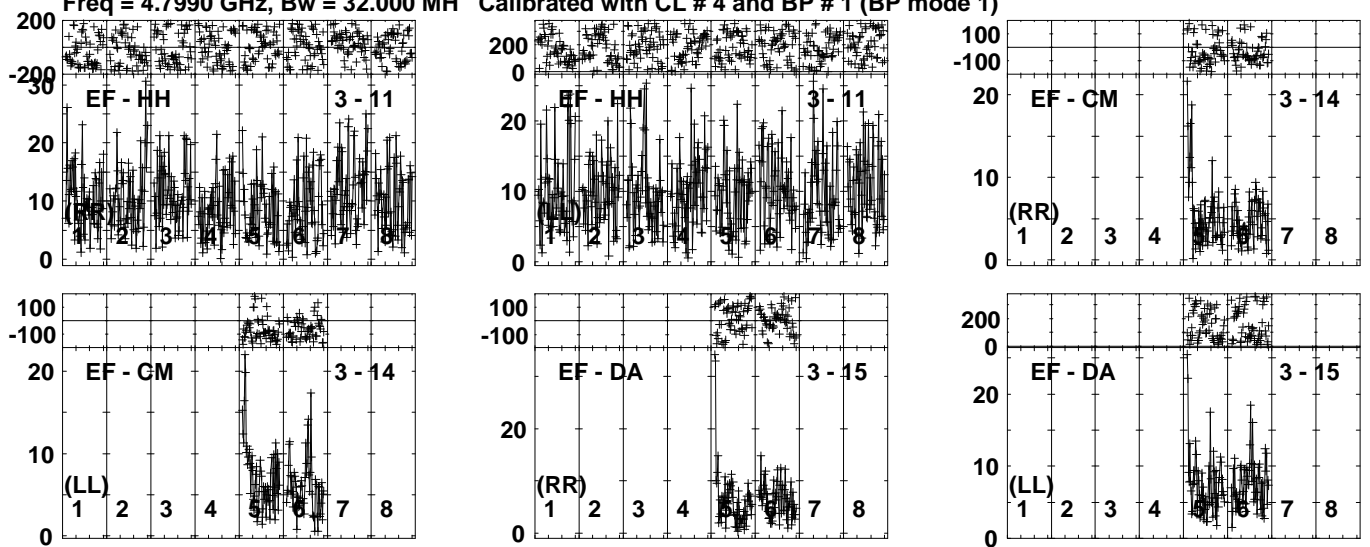 Freq = 4.7990 GHz, Bw = 32.000 MH Calibrated with CL # 4 and BP # 1 (BP mode 1)
200
-200
30
20
10
0
EF - HH 3 - 11
(RR)
1 2 3 4 5 6 7 8
200
0
20
10
0
EF - HH 3 - 11
(LL)
1 2 3 4 5 6 7 8
100
-100
20
10
0
EF - CM 3 - 14
(RR)
1 2 3 4 5 6 7 8
100
-100
20
10
0
EF - CM 3 - 14
(LL)
1 2 3 4 5 6 7 8
100
-100
20
0
EF - DA 3 - 15
(RR)
1 2 3 4 5 6 7 8
200
0
20
10
0
EF - DA 3 - 15
(LL)
1 2 3 4 5 6 7 8